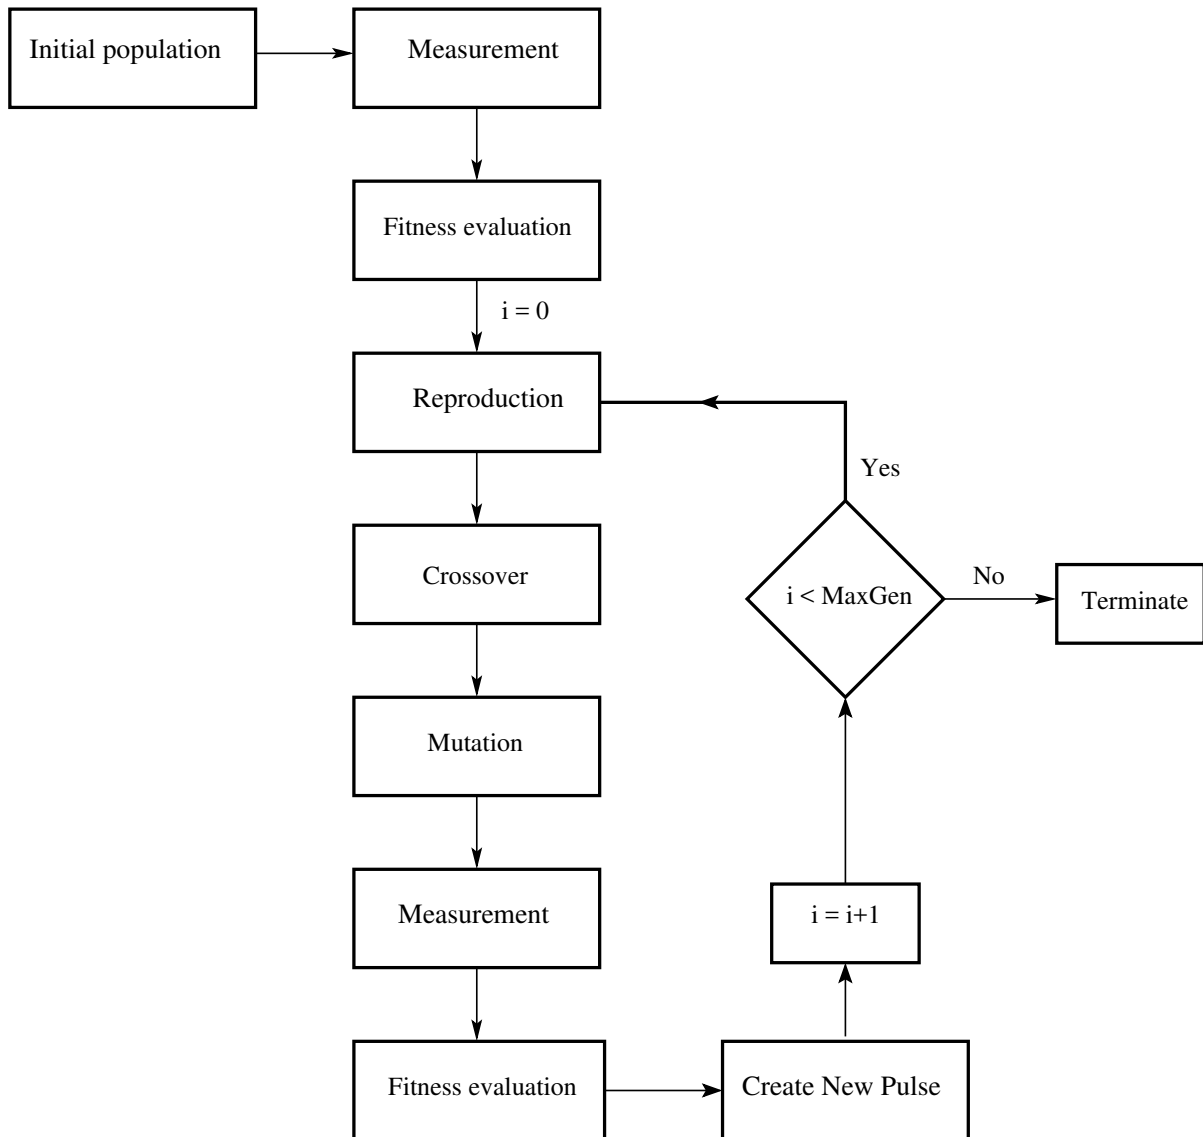 Initial population
Measurement
Fitness evaluation
i = 0
Reproduction
Yes
Crossover
i < MaxGen
No
Terminate
Mutation
Measurement
i = i+1
Fitness evaluation
Create New Pulse